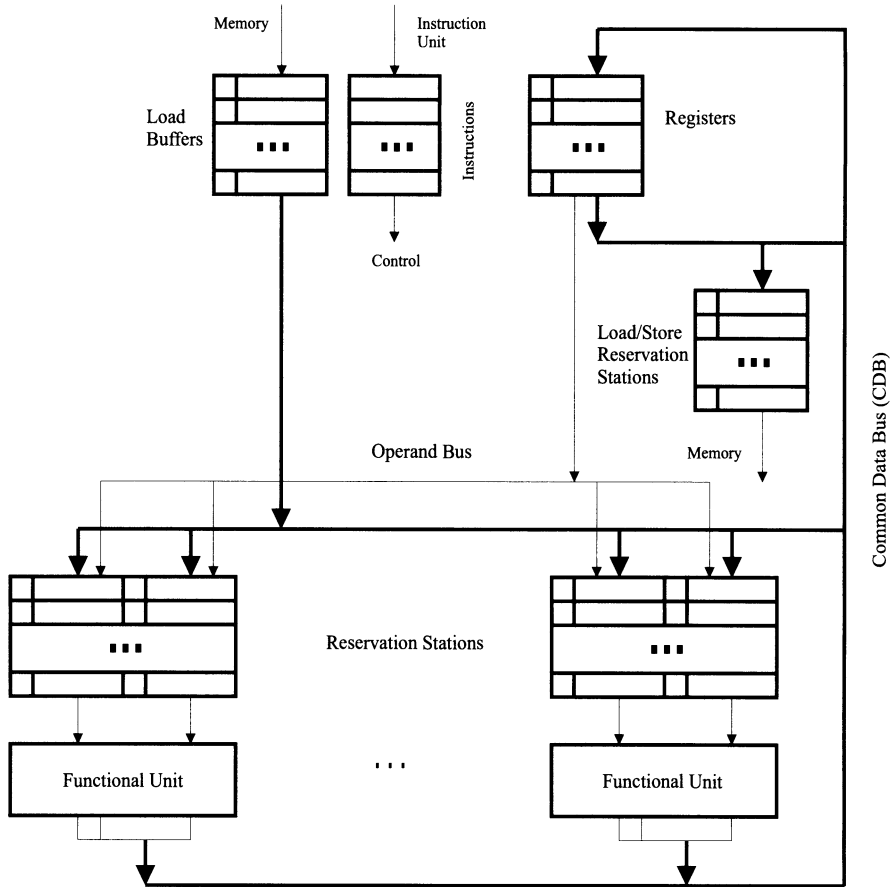 Memory
Instruction
Unit
Load
Buffers
Instructions
Registers
Control
Load/Store
Reservation
Stations
Common Data Bus (CDB)
Operand Bus
Memory
Reservation Stations
Functional Unit
Functional Unit